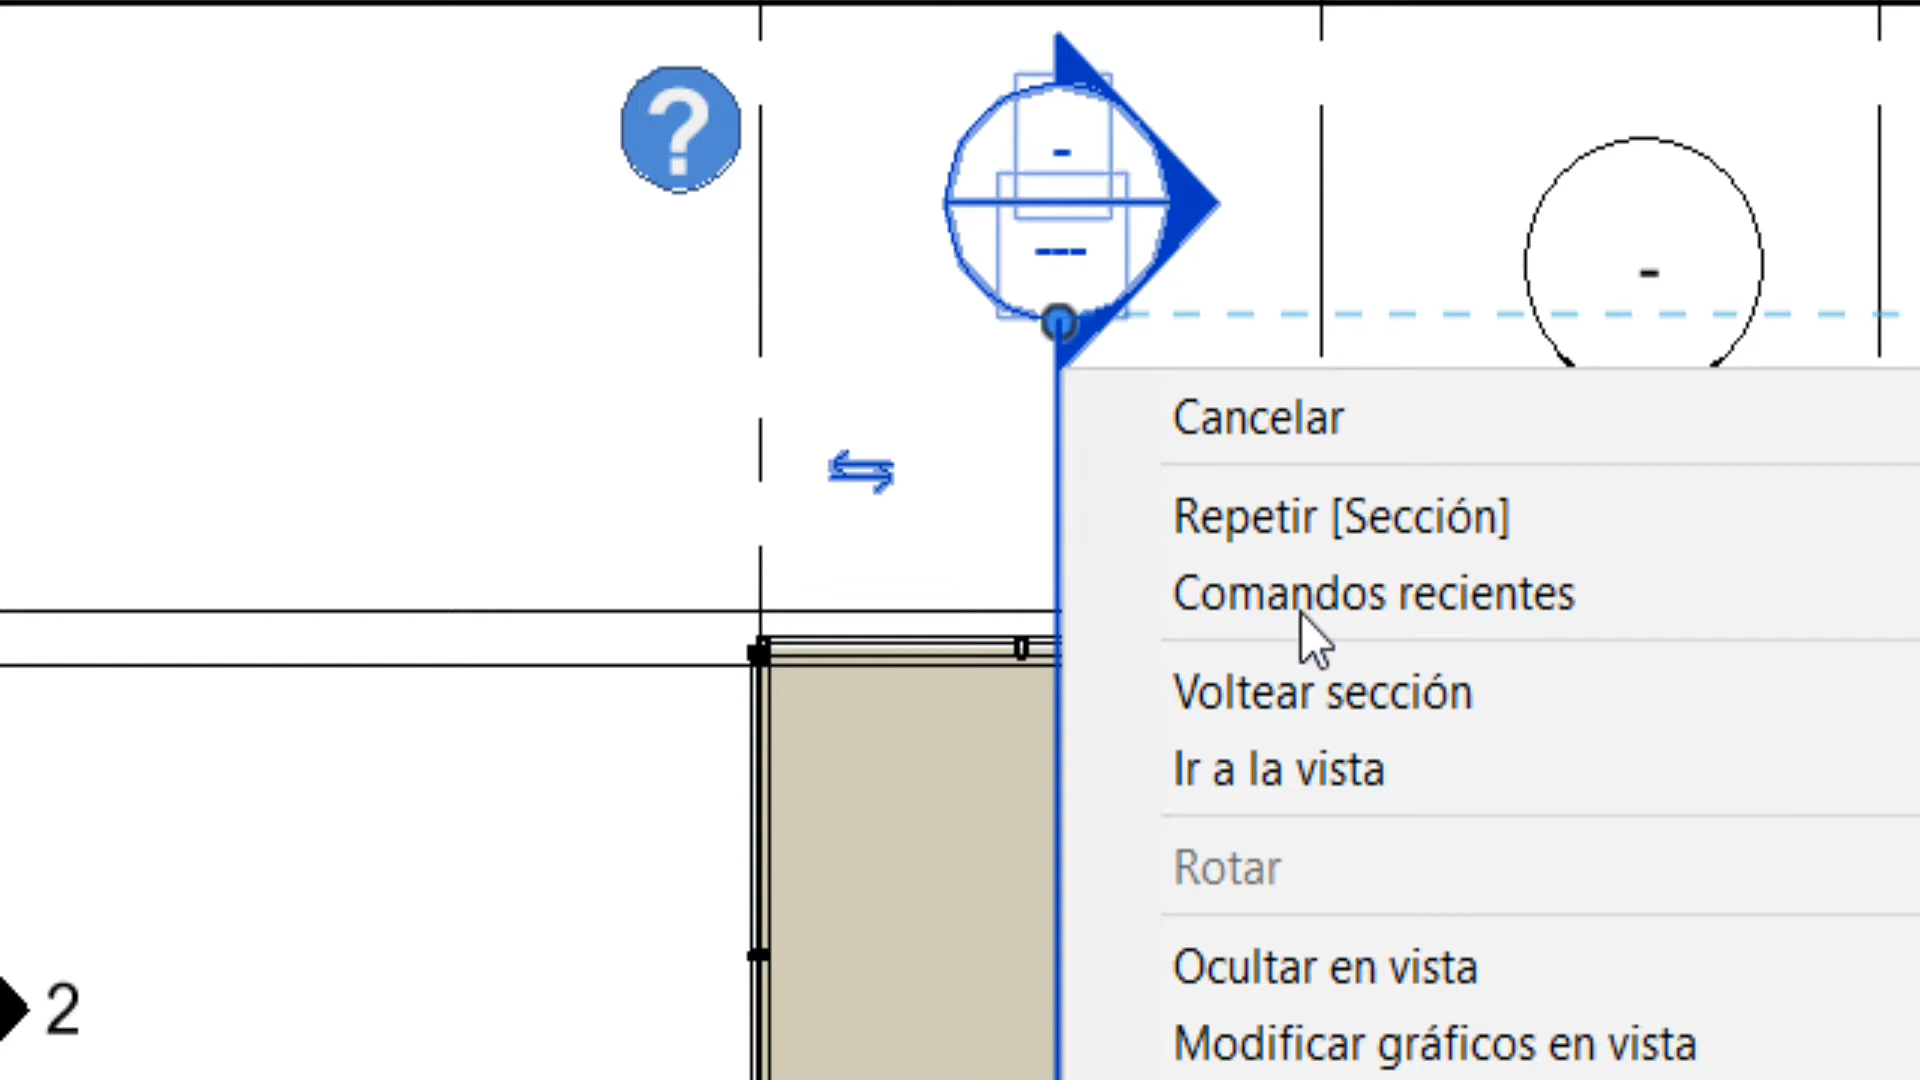 ?
-
---
-
Cancelar
Repetir [Sección]
Comandos recientes
Voltear sección
Ir a la vista
Rotar
Ocultar en vista
2
Modificar gráficos en vista